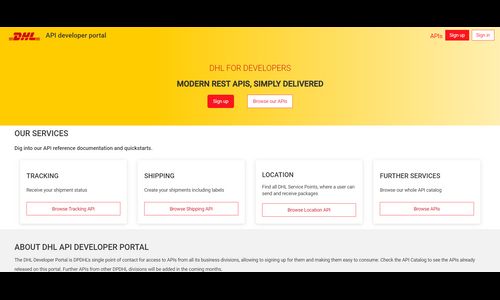 DHL API developer portal APIs Sign up Sign in
DHL FOR DEVELOPERS
MODERN REST APIS, SIMPLY DELIVERED
Sign up Browse our APIs
OUR SERVICES
Dig into our API reference documentation and quickstarts.
TRACKING
Receive your shipment status
Browse Tracking API
SHIPPING
Create your shipments including labels
Browse Shipping API
LOCATION
Find all DHL Service Points, where a user can
send and receive packages
Browse Location API
FURTHER SERVICES
Browse our whole API catalog
Browse APIs
ABOUT DHL API DEVELOPER PORTAL
The DHL Developer Portal is DPDHLs single point of contact for access to APIs from all its business divisions, allowing to signing up for them and making them easy to consume. Check the API Catalog to see the APIs already
released on this portal. Further APIs from other DPDHL divisions will be added in the coming months.